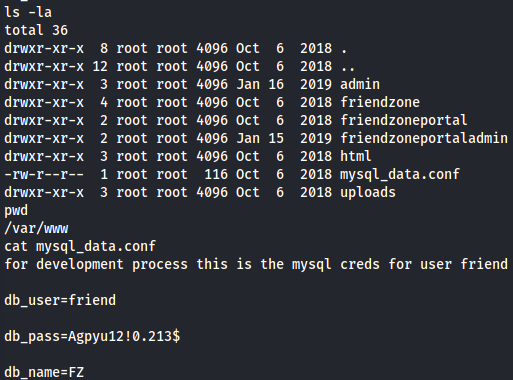 ls -la
total 36
drwxr-xr-x 8 root root 4096 Oct 6 2018 .
drwxr-xr-x 12 root root 4096 Oct 6 2018 ..
drwxr-xr-x 3 root root 4096 Jan 16 2019 admin
drwxr-xr-x 4 root root 4096 Oct 6 2018 friendzone
drwxr-xr-x 2 root root 4096 Oct 6 2018 friendzoneportal
drwxr-xr-x 2 root root 4096 Jan 15 2019 friendzoneportaladmin
drwxr-xr-x 3 root root 4096 Oct 6 2018 html
-rw-r--r-- 1 root root 116 Oct 6 2018 mysql_data.conf
drwxr-xr-x 3 root root 4096 Oct 6 2018 uploads
pwd
/var/www
cat mysql_data.conf
for development process this is the mysql creds for user friend
db_user=friend
db_pass=Agpyu12!0.213$
db_name=FZ